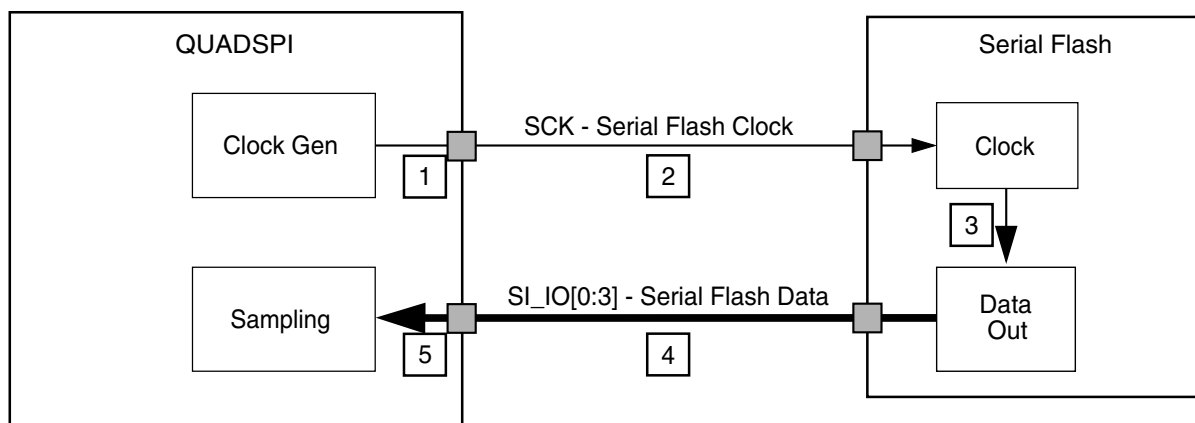 QUADSPI
Serial Flash
Clock Gen
SCK - Serial Flash Clock
Clock
1
2
3
Sampling
SI_IO[0:3] - Serial Flash Data
Data
Out
5
4